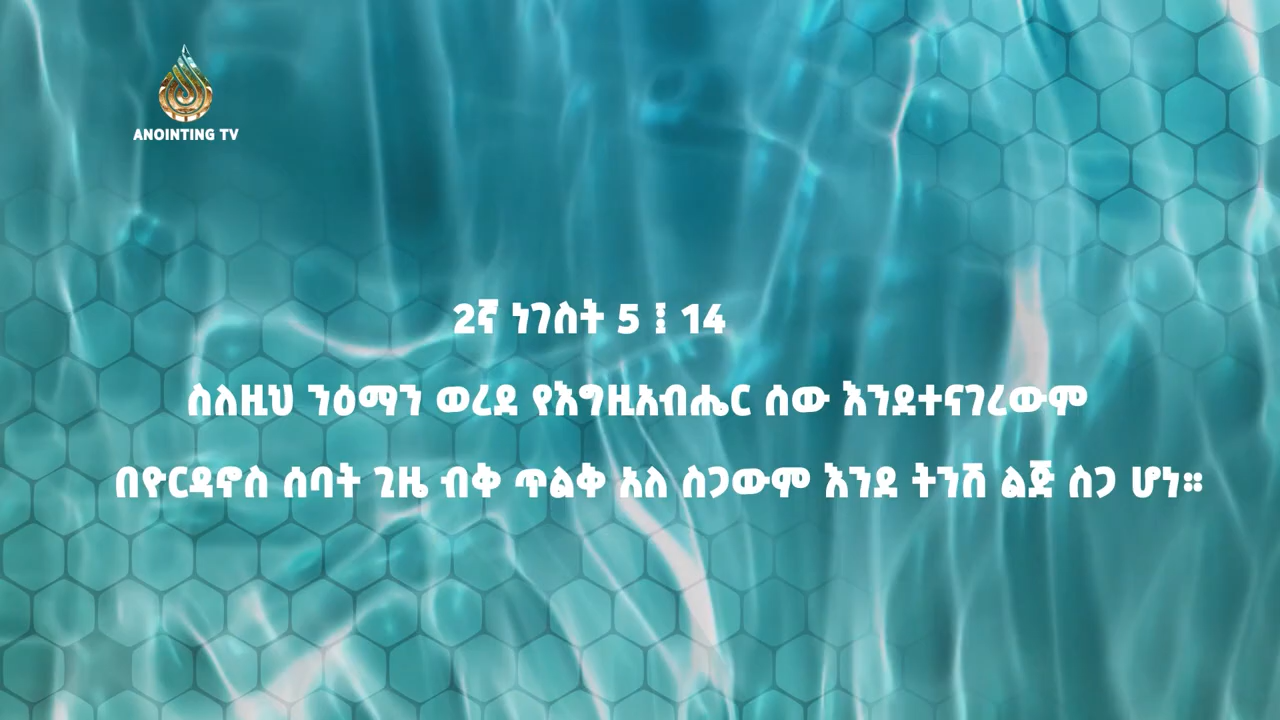 ANOINTING TV
2ኛ ነገስት 5 ፤ 14
ስለዚህ ንዕማን ወረደ የእግዚአብሔር ሰው እንደተናገረውም
በዮርዳኖስ ሰባት ጊዜ ብቅ ጥልቅ አለ ስጋውም እንደ ትንሽ ልጅ ስጋ ሆነ።